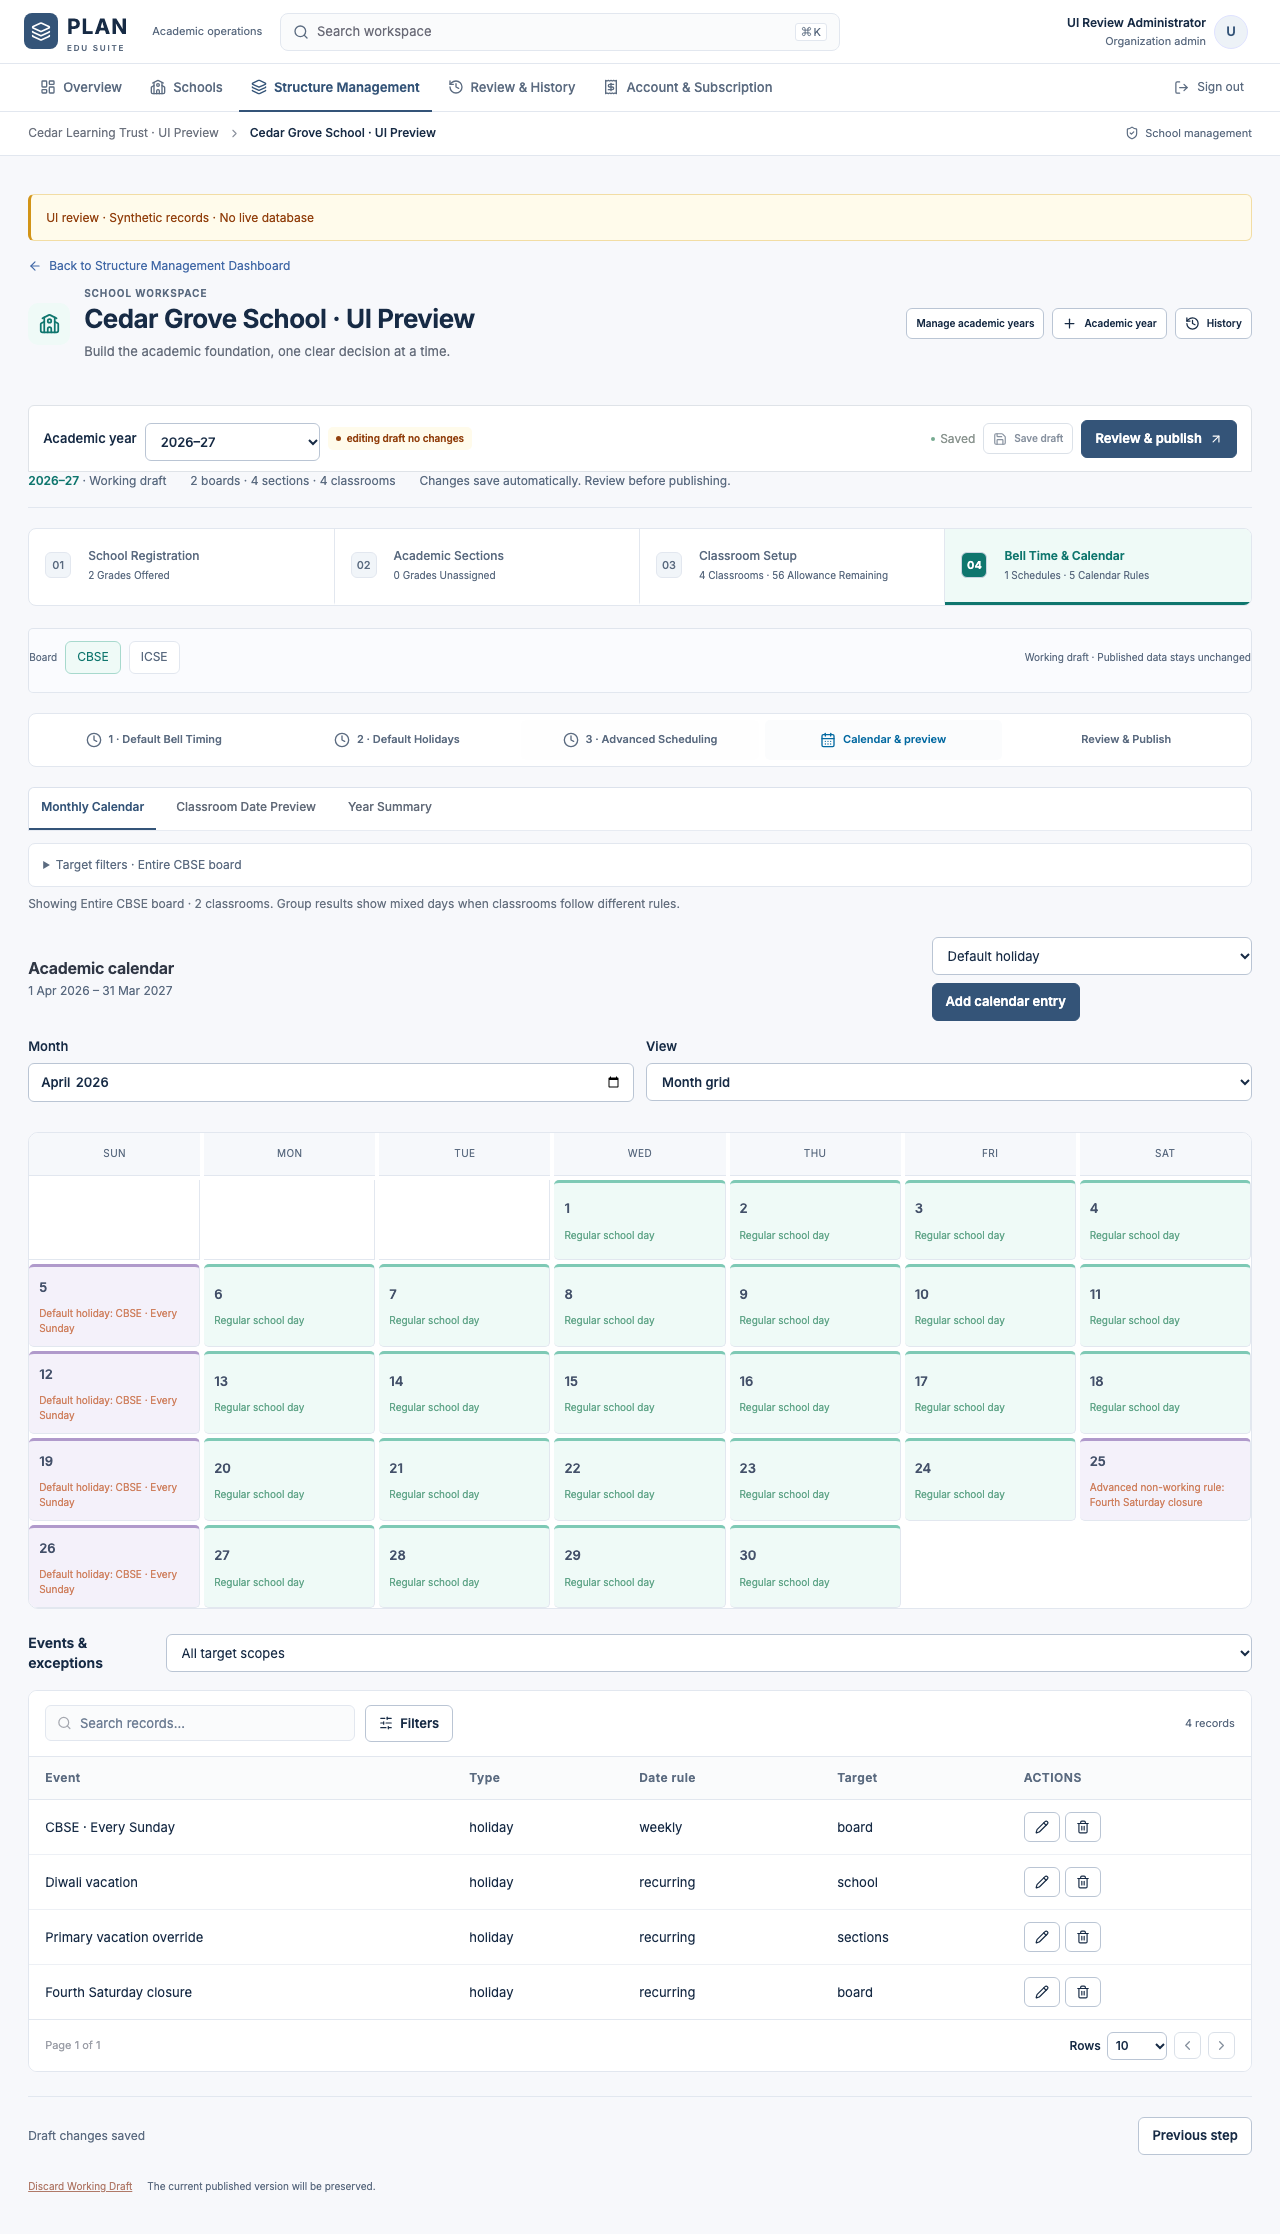 PLAN
EDU SUITE
Academic operations
Search workspace
⌘K
UI Review Administrator
Organization admin
U
Overview
Schools
Structure Management
Review & History
Account & Subscription
Sign out
Cedar Learning Trust · UI Preview
Cedar Grove School · UI Preview
School management
UI review · Synthetic records · No live database
Back to Structure Management Dashboard
SCHOOL WORKSPACE
Cedar Grove School · UI Preview
Build the academic foundation, one clear decision at a time.
Manage academic years
Academic year
History
Academic year
2026–27
editing draft no changes
Saved
Save draft
Review & publish
2026–27 · Working draft
2 boards · 4 sections · 4 classrooms
Changes save automatically. Review before publishing.
01
School Registration
2 Grades Offered
02
Academic Sections
0 Grades Unassigned
03
Classroom Setup
4 Classrooms · 56 Allowance Remaining
04
Bell Time & Calendar
1 Schedules · 5 Calendar Rules
Board
CBSE
ICSE
Working draft · Published data stays unchanged
1 · Default Bell Timing
2 · Default Holidays
3 · Advanced Scheduling
Calendar & preview
Review & Publish
Monthly Calendar
Classroom Date Preview
Year Summary
Target filters · Entire CBSE board
Showing Entire CBSE board · 2 classrooms. Group results show mixed days when classrooms follow different rules.
Academic calendar
1 Apr 2026 – 31 Mar 2027
Default holiday
Add calendar entry
Month
View
April 2026
Month grid
SUN
MON
TUE
WED
THU
FRI
SAT
1
Regular school day
2
Regular school day
3
Regular school day
4
Regular school day
5
Default holiday: CBSE · Every
Sunday
6
Regular school day
7
Regular school day
8
Regular school day
9
Regular school day
10
Regular school day
11
Regular school day
12
Default holiday: CBSE · Every
Sunday
13
Regular school day
14
Regular school day
15
Regular school day
16
Regular school day
17
Regular school day
18
Regular school day
19
Default holiday: CBSE · Every
Sunday
20
Regular school day
21
Regular school day
22
Regular school day
23
Regular school day
24
Regular school day
25
Advanced non-working rule:
Fourth Saturday closure
26
Default holiday: CBSE · Every
Sunday
27
Regular school day
28
Regular school day
29
Regular school day
30
Regular school day
Events &
exceptions
All target scopes
Search records...
Filters
4 records
Event
Type
Date rule
Target
ACTIONS
CBSE · Every Sunday
holiday
weekly
board
Diwali vacation
holiday
recurring
school
Primary vacation override
holiday
recurring
sections
Fourth Saturday closure
holiday
recurring
board
Page 1 of 1
Rows
10
Draft changes saved
Previous step
Discard Working Draft
The current published version will be preserved.